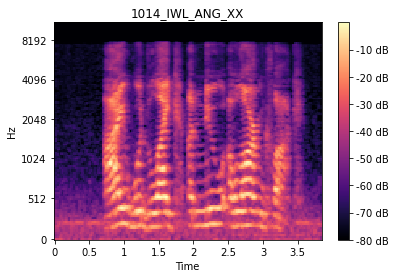 1014_IWL_ANG_XX
8192
4096
2048
1024
512
0
Hz
0 0.5 1 1.5 2 2.5 3 3.5
Time
-10 dB
-20 dB
-30 dB
-40 dB
-50 dB
-60 dB
-70 dB
-80 dB